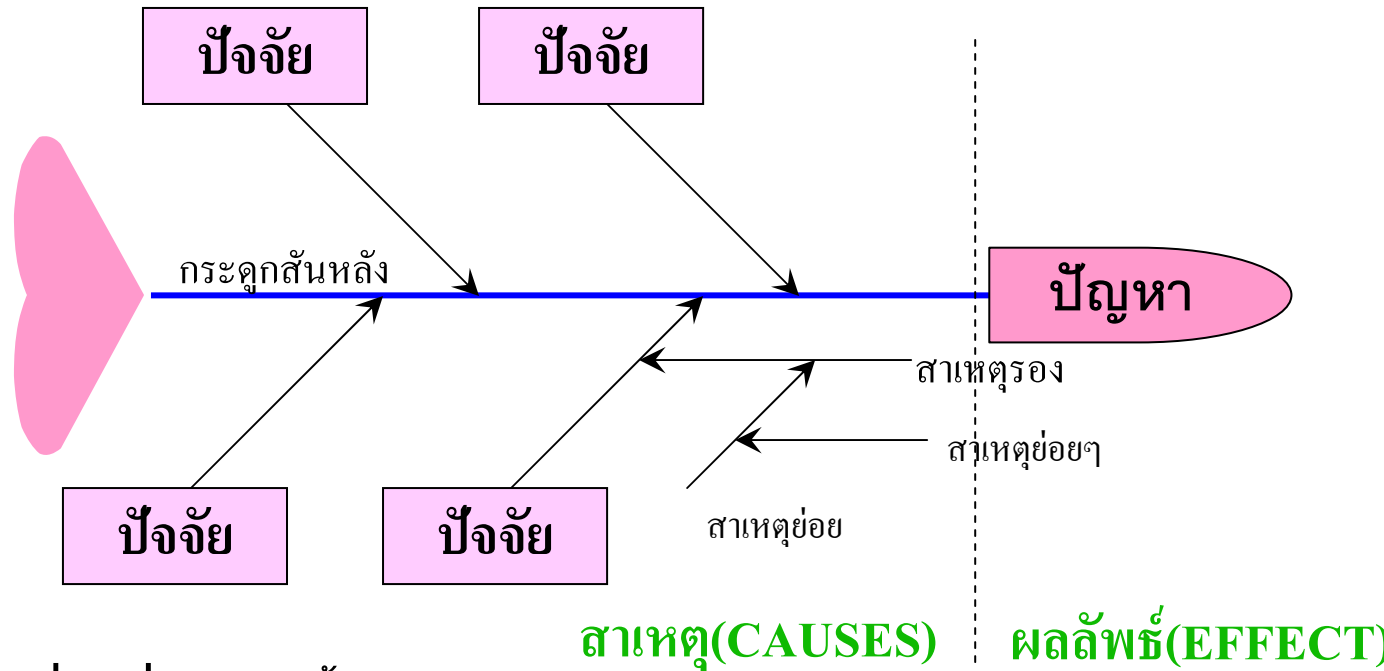 ปัจจัย
ปัจจัย
กระดูกสันหลัง
ปัญหา
สาเหตุรอง
สาเหตุย่อยๆ
สาเหตุย่อย
ปัจจัย
ปัจจัย
สาเหตุ(CAUSES)
ผลลัพธ์(EFFECT)